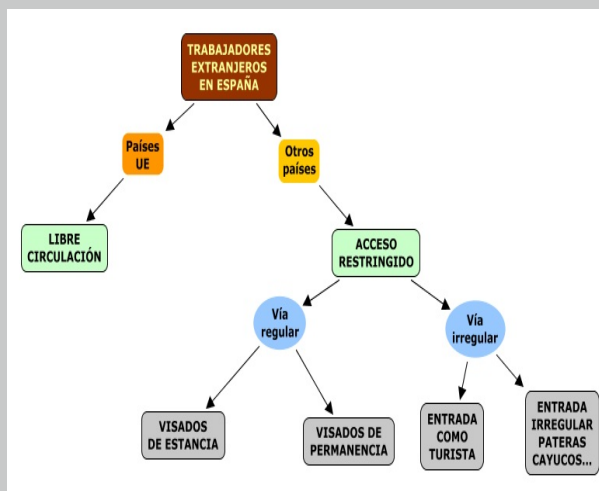 TRABAJADORES
EXTRANJEROS
EN ESPAÑA
Países
UE
Otros
países
LIBRE
CIRCULACIÓN
ACCESO
RESTRINGIDO
Vía
regular
Vía
irregular
VISADOS
DE ESTANCIA
VISADOS DE
PERMANENCIA
ENTRADA
COMO
TURISTA
ENTRADA
IRREGULAR
PATERAS
CAYUCOS...